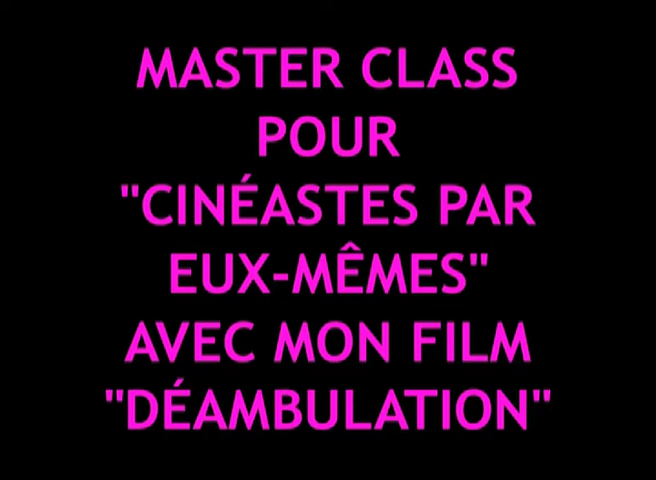 MASTER CLASS
POUR
"CINÉASTES PAR
EUX-MÊMES"
AVEC MON FILM
"DÉAMBULATION"